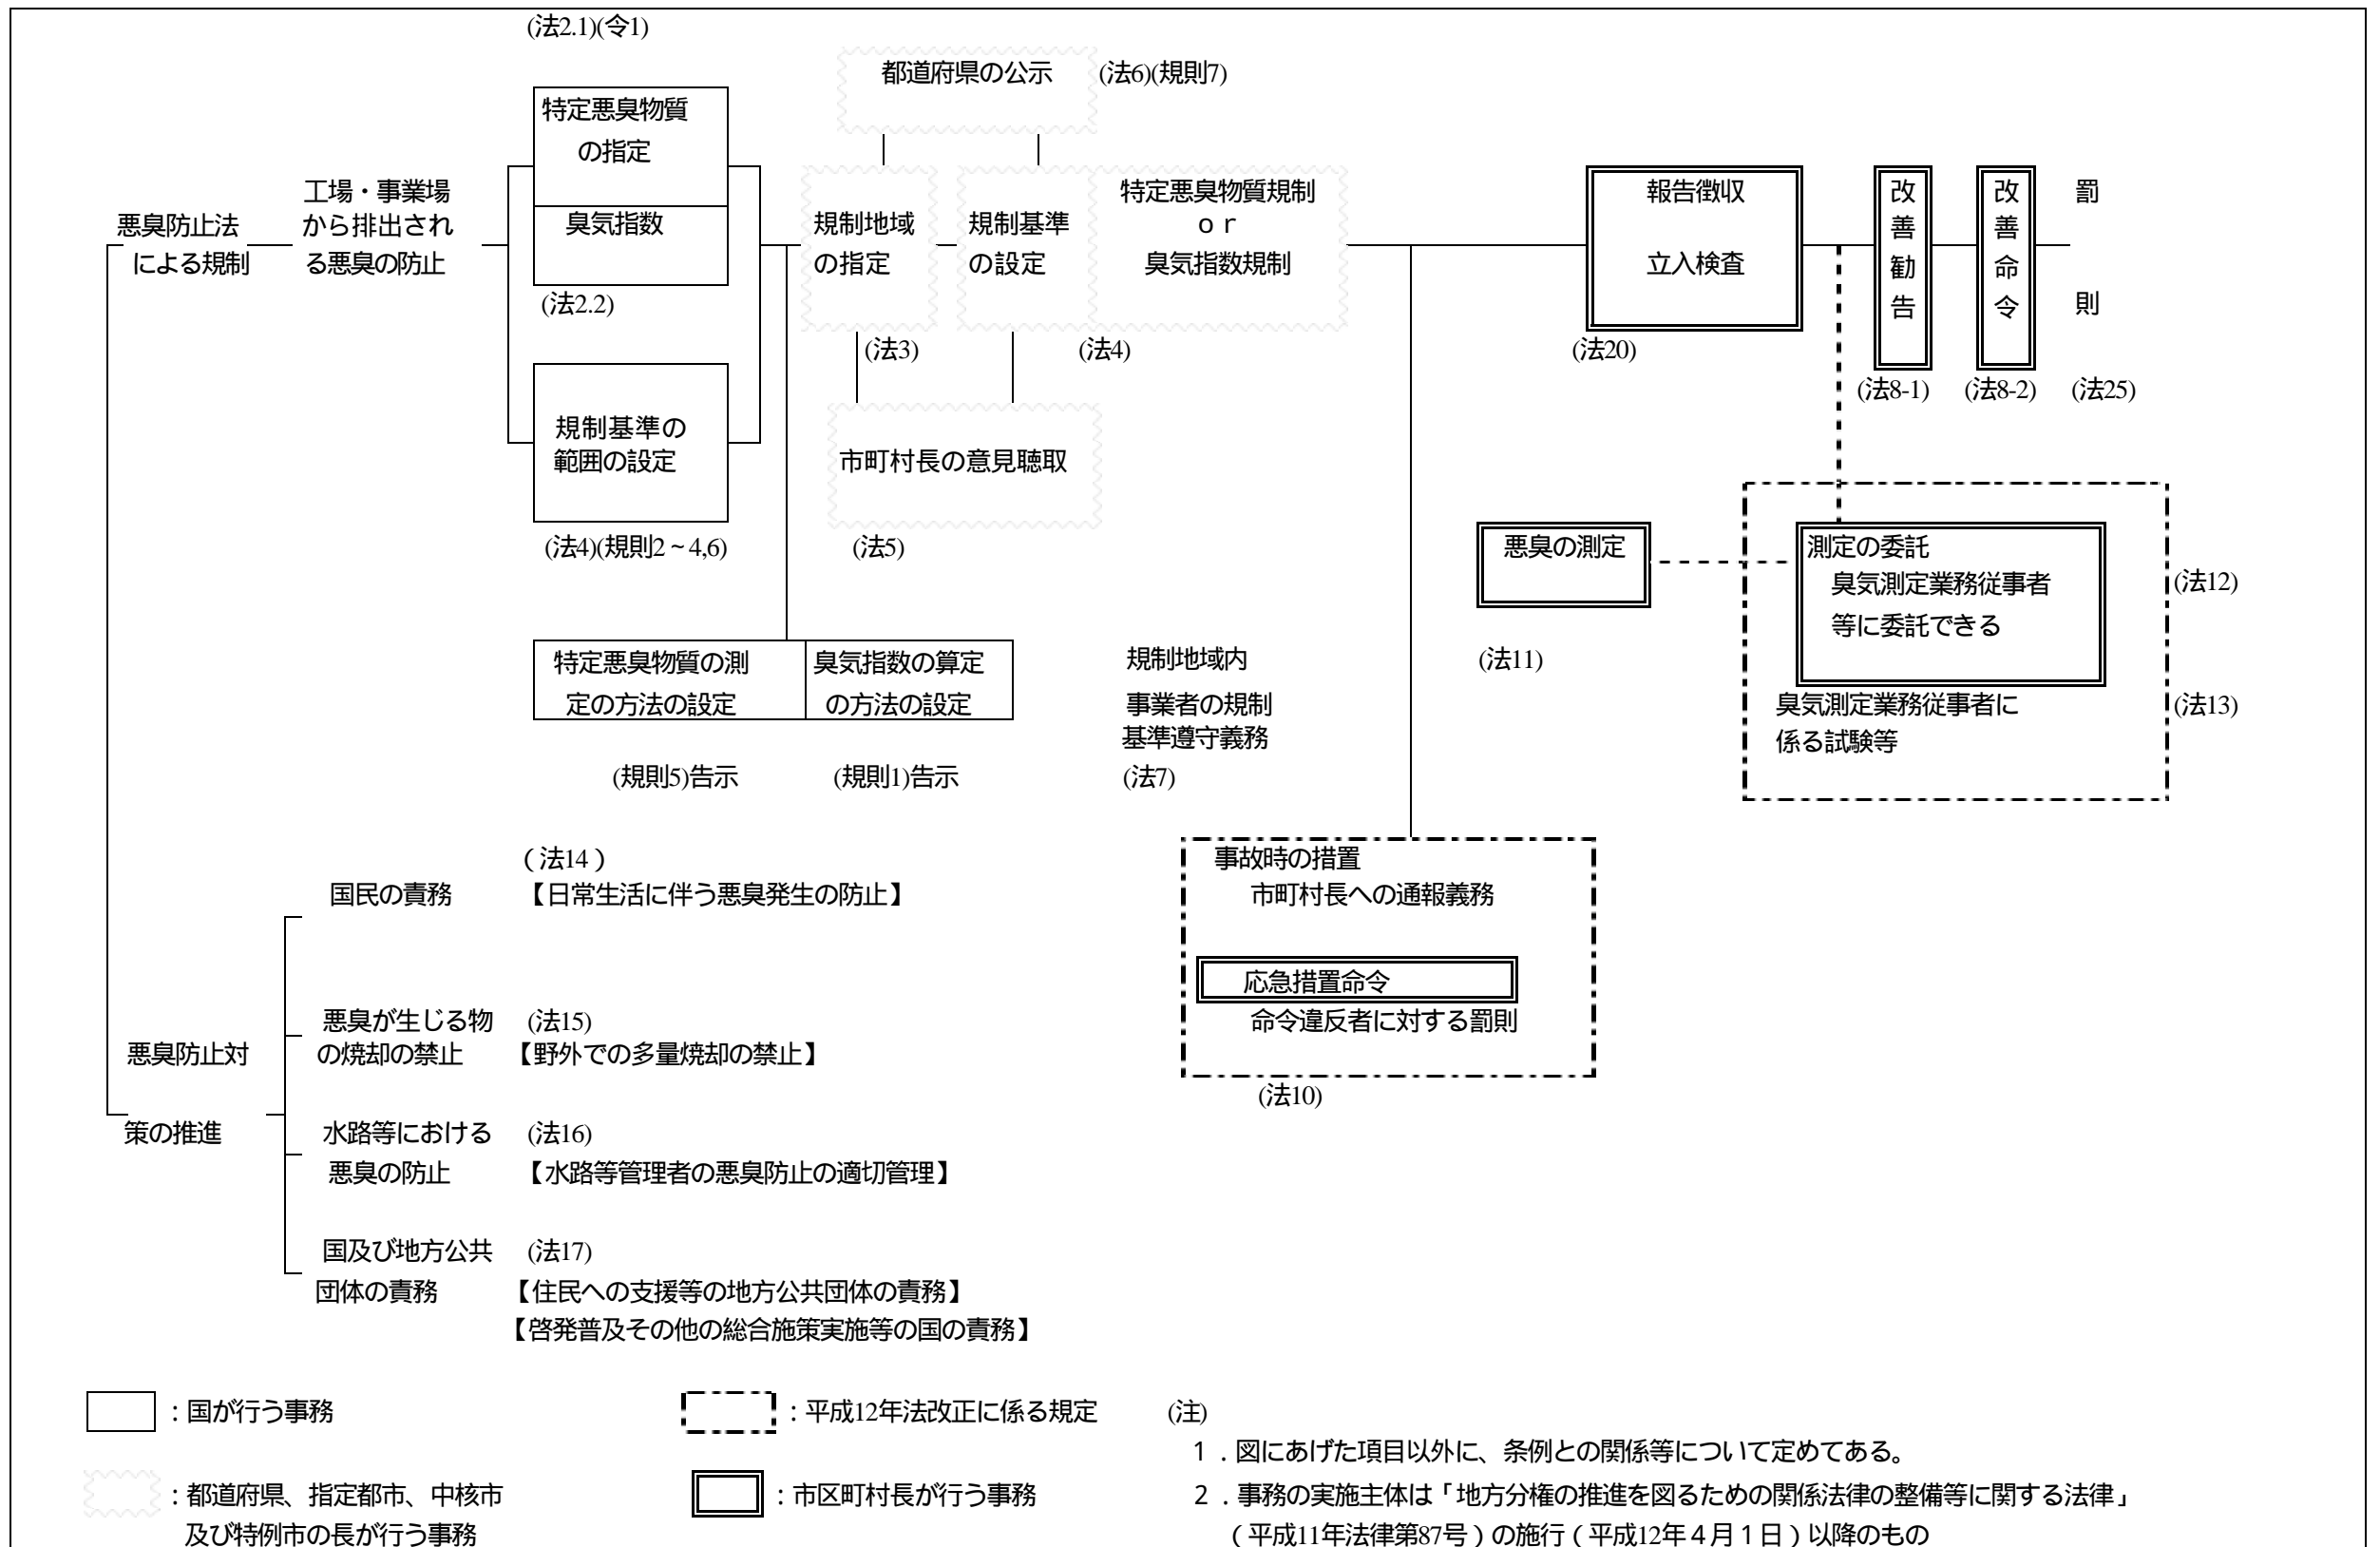 (法2.1)(令1)
都道府県の公示
(法6)(規則7)
特定悪臭物質
の指定
臭気指数
(法2.2)
悪臭防止法
による規制
工場・事業場
から排出され
る悪臭の防止
規制地域
の指定
(法3)
規制基準
の設定
特定悪臭物質規制
or
臭気指数規制
(法4)
報告徴収
立入検査
(法20)
改
善
勧
告
(法8-1)
改
善
命
令
(法8-2)
罰
則
(法25)
規制基準の
範囲の設定
(法4)(規則2~4,6)
市町村長の意見聴取
(法5)
悪臭の測定
(法11)
測定の委託
臭気測定業務従事者
等に委託できる
(法12)
臭気測定業務従事者に
係る試験等
(法13)
特定悪臭物質の測
定の方法の設定
(規則5)告示
臭気指数の算定
の方法の設定
(規則1)告示
規制地域内
事業者の規制
基準遵守義務
(法7)
事故時の措置
市町村長への通報義務
応急措置命令
命令違反者に対する罰則
(法10)
悪臭防止対
策の推進
(法14)
国民の責務
【日常生活に伴う悪臭発生の防止】
悪臭が生じる物
の焼却の禁止
(法15)
【野外での多量焼却の禁止】
水路等における
悪臭の防止
(法16)
【水路等管理者の悪臭防止の適切管理】
国及び地方公共
団体の責務
(法17)
【住民への支援等の地方公共団体の責務】
【啓発普及その他の総合施策実施等の国の責務】
:国が行う事務
:都道府県、指定都市、中核市
及び特例市の長が行う事務
:平成12年法改正に係る規定
:市区町村長が行う事務
(注)
1.図にあげた項目以外に、条例との関係等について定めてある。
2.事務の実施主体は「地方分権の推進を図るための関係法律の整備等に関する法律」
(平成11年法律第87号)の施行(平成12年4月1日)以降のもの